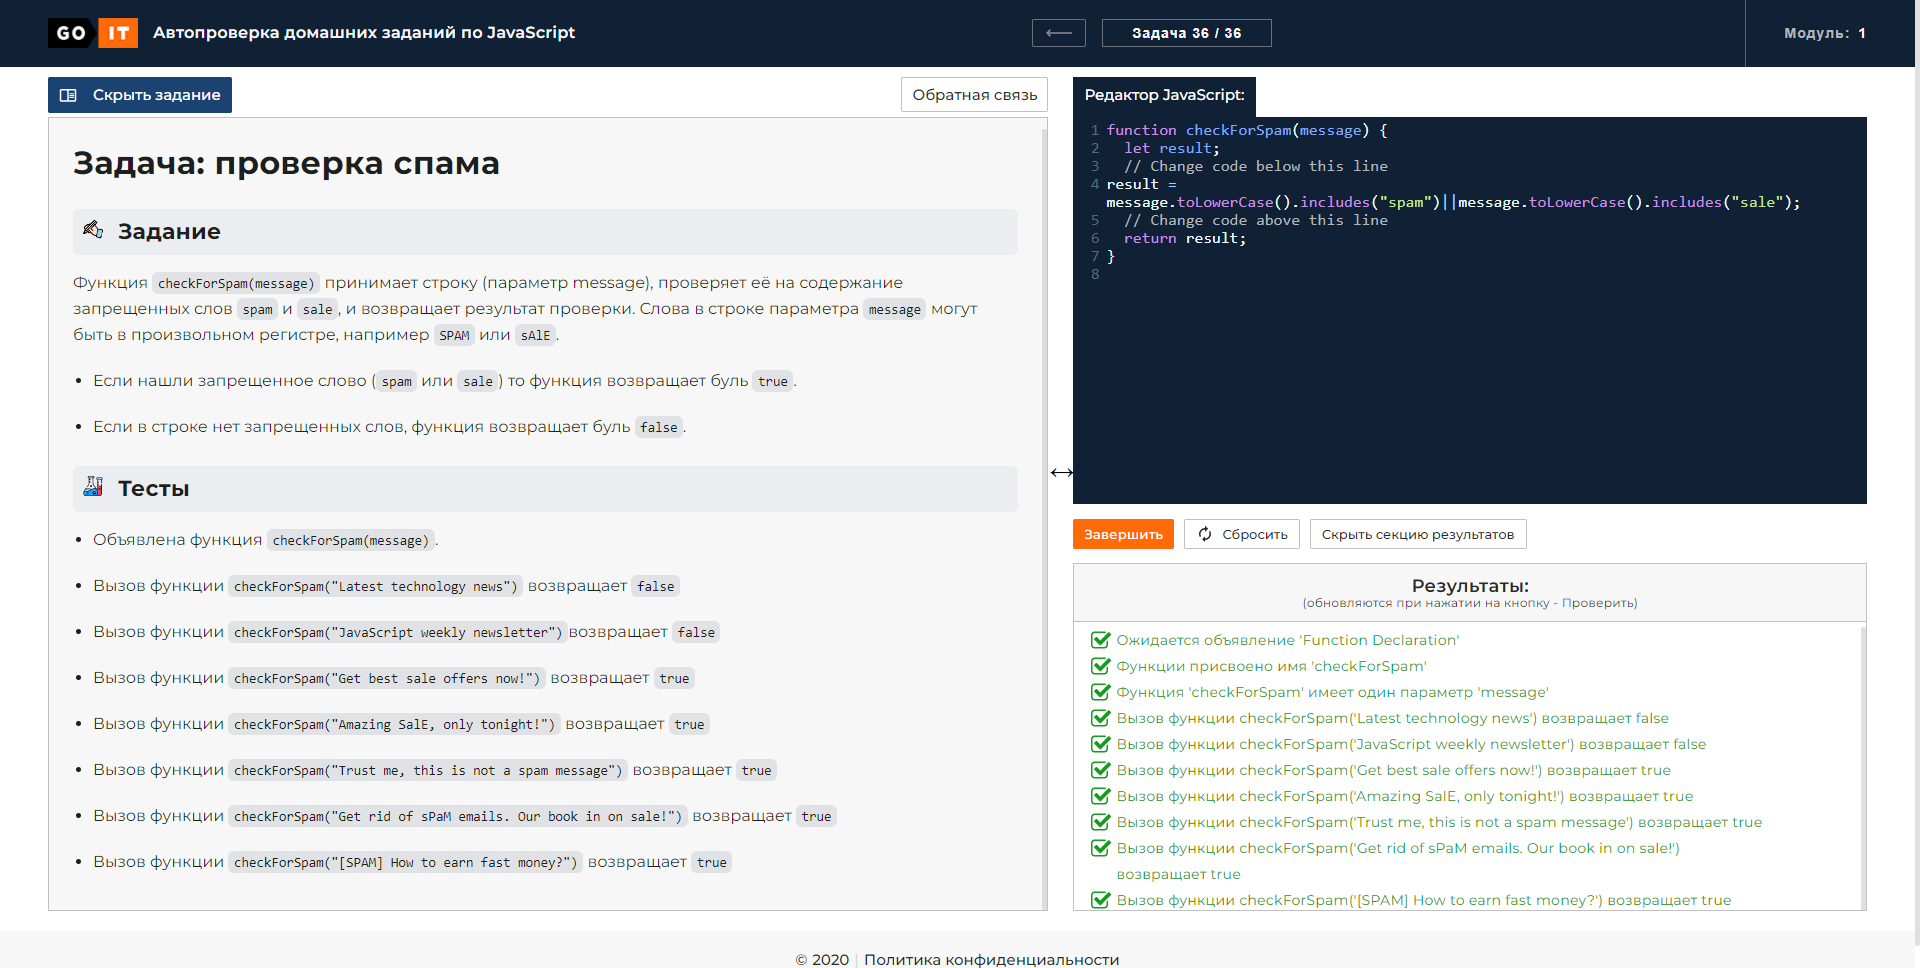 GO IT Автопроверка домашних заданий по JavaScript
Задача 36 / 36
Модуль: 1
Скрыть задание
Обратная связь
Задача: проверка спама
Задание
Функция checkForSpam(message) принимает строку (параметр message), проверяет её на содержание
запрещенных слов spam и sale, и возвращает результат проверки. Слова в строке параметра message могут
быть в произвольном регистре, например SPAM или sAlE.
Если нашли запрещенное слово (spam или sale) то функция возвращает буль true.
Если в строке нет запрещенных слов, функция возвращает буль false.
Тесты
Объявлена функция checkForSpam(message).
Вызов функции checkForSpam("Latest technology news") возвращает false
Вызов функции checkForSpam("JavaScript weekly newsletter") возвращает false
Вызов функции checkForSpam("Get best sale offers now!") возвращает true
Вызов функции checkForSpam("Amazing SalE, only tonight!") возвращает true
Вызов функции checkForSpam("Trust me, this is not a spam message") возвращает true
Вызов функции checkForSpam("Get rid of sPaM emails. Our book in on sale!") возвращает true
Вызов функции checkForSpam("[SPAM] How to earn fast money?") возвращает true
Редактор JavaScript:
1 function checkForSpam(message) {
2 let result;
3 // Change code below this line
4 result =
message.toLowerCase().includes("spam")||message.toLowerCase().includes("sale");
5 // Change code above this line
6 return result;
7 }
8
Завершить
Сбросить
Скрыть секцию результатов
Результаты:
(обновляются при нажатии на кнопку - Проверить)
Ожидается объявление 'Function Declaration'
Функции присвоено имя 'checkForSpam'
Функция 'checkForSpam' имеет один параметр 'message'
Вызов функции checkForSpam('Latest technology news') возвращает false
Вызов функции checkForSpam('JavaScript weekly newsletter') возвращает false
Вызов функции checkForSpam('Get best sale offers now!') возвращает true
Вызов функции checkForSpam('Amazing SalE, only tonight!') возвращает true
Вызов функции checkForSpam('Trust me, this is not a spam message') возвращает true
Вызов функции checkForSpam('Get rid of sPaM emails. Our book in on sale!')
возвращает true
Вызов функции checkForSpam('[SPAM] How to earn fast money?') возвращает true
© 2020 | Политика конфиденциальности